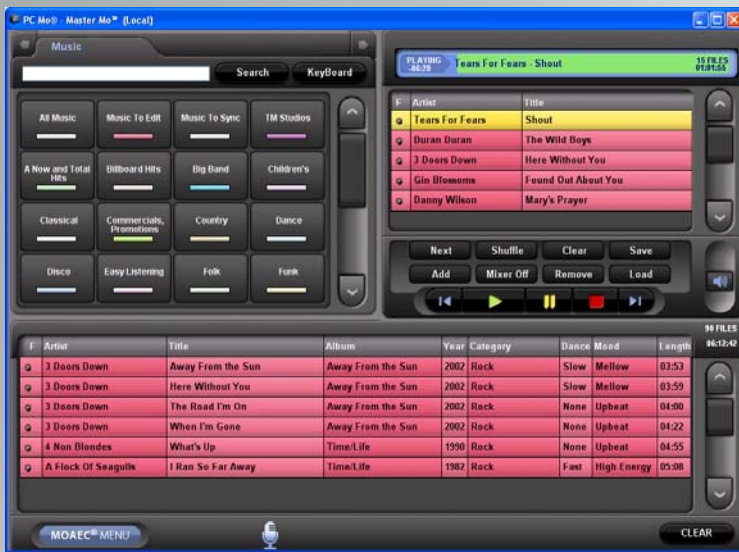 PC Mo® - Master Mo™ (Local)
Music
Search KeyBoard
All Music Music To Edit Music To Sync TM Studios
A Now and Total Hits Billboard Hits Big Band Children's
Classical Commercials, Promotions Country Dance
Disco Easy Listening Folk Funk
PLAYING Tears For Fears - Shout 15 FILES
-06:28 01:01:55
F Artist Title
Tears For Fears Shout
Duran Duran The Wild Boys
3 Doors Down Here Without You
Gin Blossoms Found Out About You
Danny Wilson Mary's Prayer
Next Shuffle Clear Save
Add Mixer Off Remove Load
90 FILES
06:12:42
F Artist Title Album Year Category Dance Mood Length
3 Doors Down Away From the Sun Away From the Sun 2002 Rock Slow Mellow 03:53
3 Doors Down Here Without You Away From the Sun 2002 Rock Slow Mellow 03:59
3 Doors Down The Road I'm On Away From the Sun 2002 Rock None Upbeat 04:00
3 Doors Down When I'm Gone Away From the Sun 2002 Rock None Upbeat 04:22
4 Non Blondes What's Up Time/Life 1990 Rock None Upbeat 04:55
A Flock Of Seagulls I Ran So Far Away Time/Life 1982 Rock Fast High Energy 05:08
MOAEC® MENU CLEAR